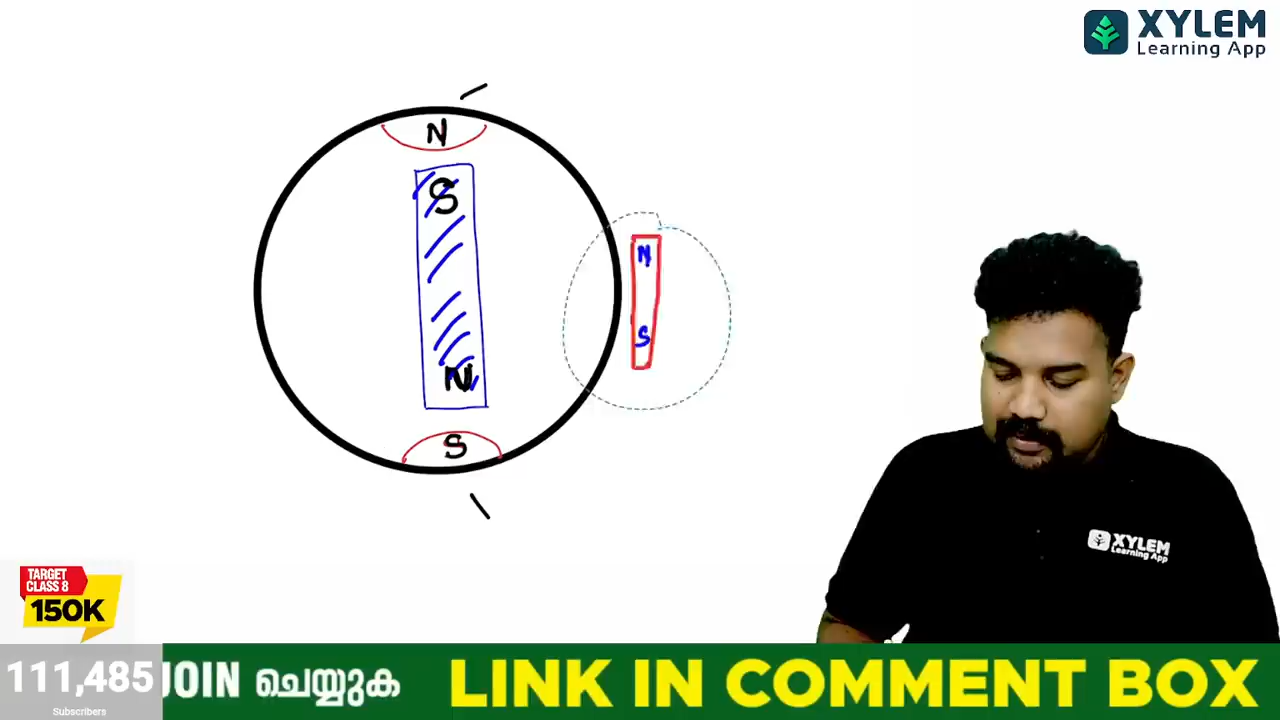 XYLEM
Learning App
N
S
N
S
N
S
XYLEM
Learning App
TARGET
CLASS 8
150K
111,485
Subscribers
JOIN ചെയ്യുക
LINK IN COMMENT BOX